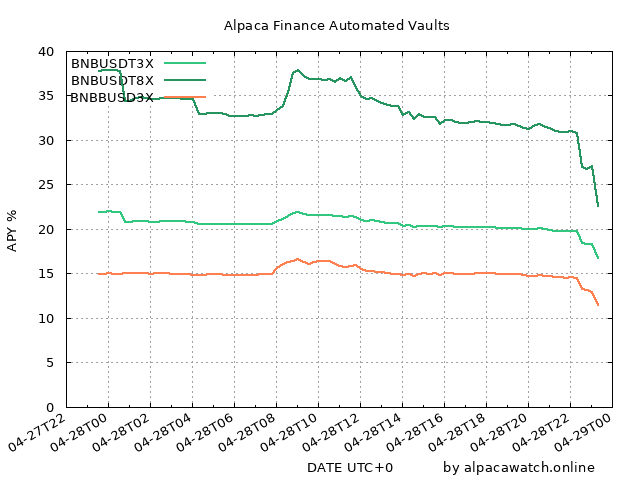 Alpaca Finance Automated Vaults
BNBUSDT3X
BNBUSDT8X
BNBBUSD3X
APY %
40
35
30
25
20
15
10
5
0
04-27T22
04-28T00
04-28T02
04-28T04
04-28T06
04-28T08
04-28T10
04-28T12
04-28T14
04-28T16
04-28T18
04-28T20
04-28T22
04-29T00
DATE UTC+0
by alpacawatch.online